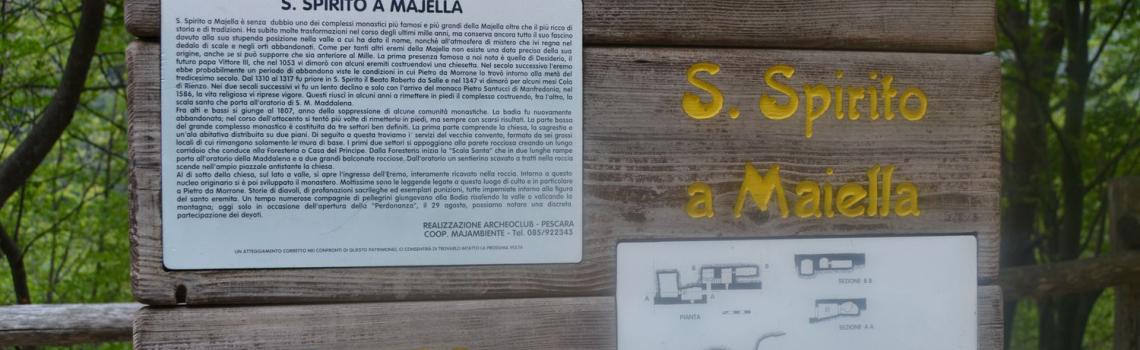 S. SPIRITO A MAJELLA
S. Spirito a Majella è senza dubbio uno dei complessi monastici più famosi e più grandi della Majella oltre che il più ricco di
storia e di tradizioni. Ha subito molte trasformazioni nel corso degli ultimi mille anni, ma conserva ancora tutto il suo fascino
dovuto alla sua stupenda posizione nella valle a cui ha dato il nome, nonchè all'atmosfera di mistero che ivi regna nel
dedalo di scale e negli orti abbandonati. Come per tanti altri eremi della Majella non esiste una data precisa della sua
origine, anche se si può supporre che sia anteriore al Mille. La prima presenza famosa a noi nota è quella di Desiderio, il
futuro papa Vittore III, che nel 1053 vi dimorò con alcuni eremiti costruendovi una chiesetta. Nel secolo successivo l'eremo
ebbe probabilmente un periodo di abbandono viste le condizioni in cui Pietro da Morrone lo trovò intorno alla metà del
tredicesimo secolo. Dal 1310 al 1317 fu priore in S. Spirito il Beato Roberto da Salle e nel 1347 vi dimorò per alcuni mesi Cola
di Rienzo. Nei due secoli successivi vi fu un lento declino e solo con l'arrivo del monaco Pietro Santucci di Manfredonia, nel
1586, la vita religiosa vi riprese vigore. Questi riuscì in alcuni anni a rimettere in piedi il complesso costruendo, fra l'altro, la
scala santa che porta all'oratorio di S. M. Maddalena.
Fra alti e bassi si giunge al 1807, anno della soppressione di alcune comunità monastiche. La badia fu nuovamente
abbandonata; nel corso dell'ottocento si tentò più volte di rimetterla in piedi, ma sempre con scarsi risultati. La parte bassa
del grande complesso monastico è costituita da tre settori ben definiti. La prima parte comprende la chiesa, la sagrestia e
un'ala abitativa distribuita su due piani. Di seguito a questa troviamo i servizi del vecchio convento, formato da sei grossi
locali di cui rimangono solamente le mura di base. I primi due settori si appoggiano alla parete rocciosa creando un lungo
corridoio che conduce alla Foresteria o Casa del Principe. Dalla Foresteria inizia la "Scala Santa" che in due lunghe rampe
porta all'oratorio della Maddalena e a due grandi balconate rocciose. Dall'oratorio un sentierino scavato a tratti nella roccia
scende nell'ampio piazzale antistante la chiesa.
Al di sotto della chiesa, sul lato a valle, si apre l'ingresso dell'Eremo, interamente ricavato nella roccia. Intorno a questo
nucleo originario si è poi sviluppato il monastero. Moltissime sono le leggende legate a questo luogo di culto e in particolare
a Pietro da Morrone. Storie di diavoli, di profanazioni sacrileghe ed esemplari punizioni, tutte imperniate intorno alla figura
del santo eremita. Un tempo numerose compagnie di pellegrini giungevano alla Badia risalendo la valle o valicando la
montagna; oggi solo in occasione dell'apertura della "Perdonanza", il 29 agosto, possiamo notare una discreta
partecipazione dei devoti.
REALIZZAZIONE ARCHEOCLUB - PESCARA
COOP. MAJAMBIENTE - Tel. 085/922343
UN ATTEGGIAMENTO CORRETTO NEI CONFRONTI DI QUESTO PATRIMONIO, CI CONSENTIRÀ DI TROVARLO INTATTO LA PROSSIMA VOLTA
S. Spirito
a Maiella
B
B
A
A
PIANTA
SEZIONE B B
SEZIONE A A